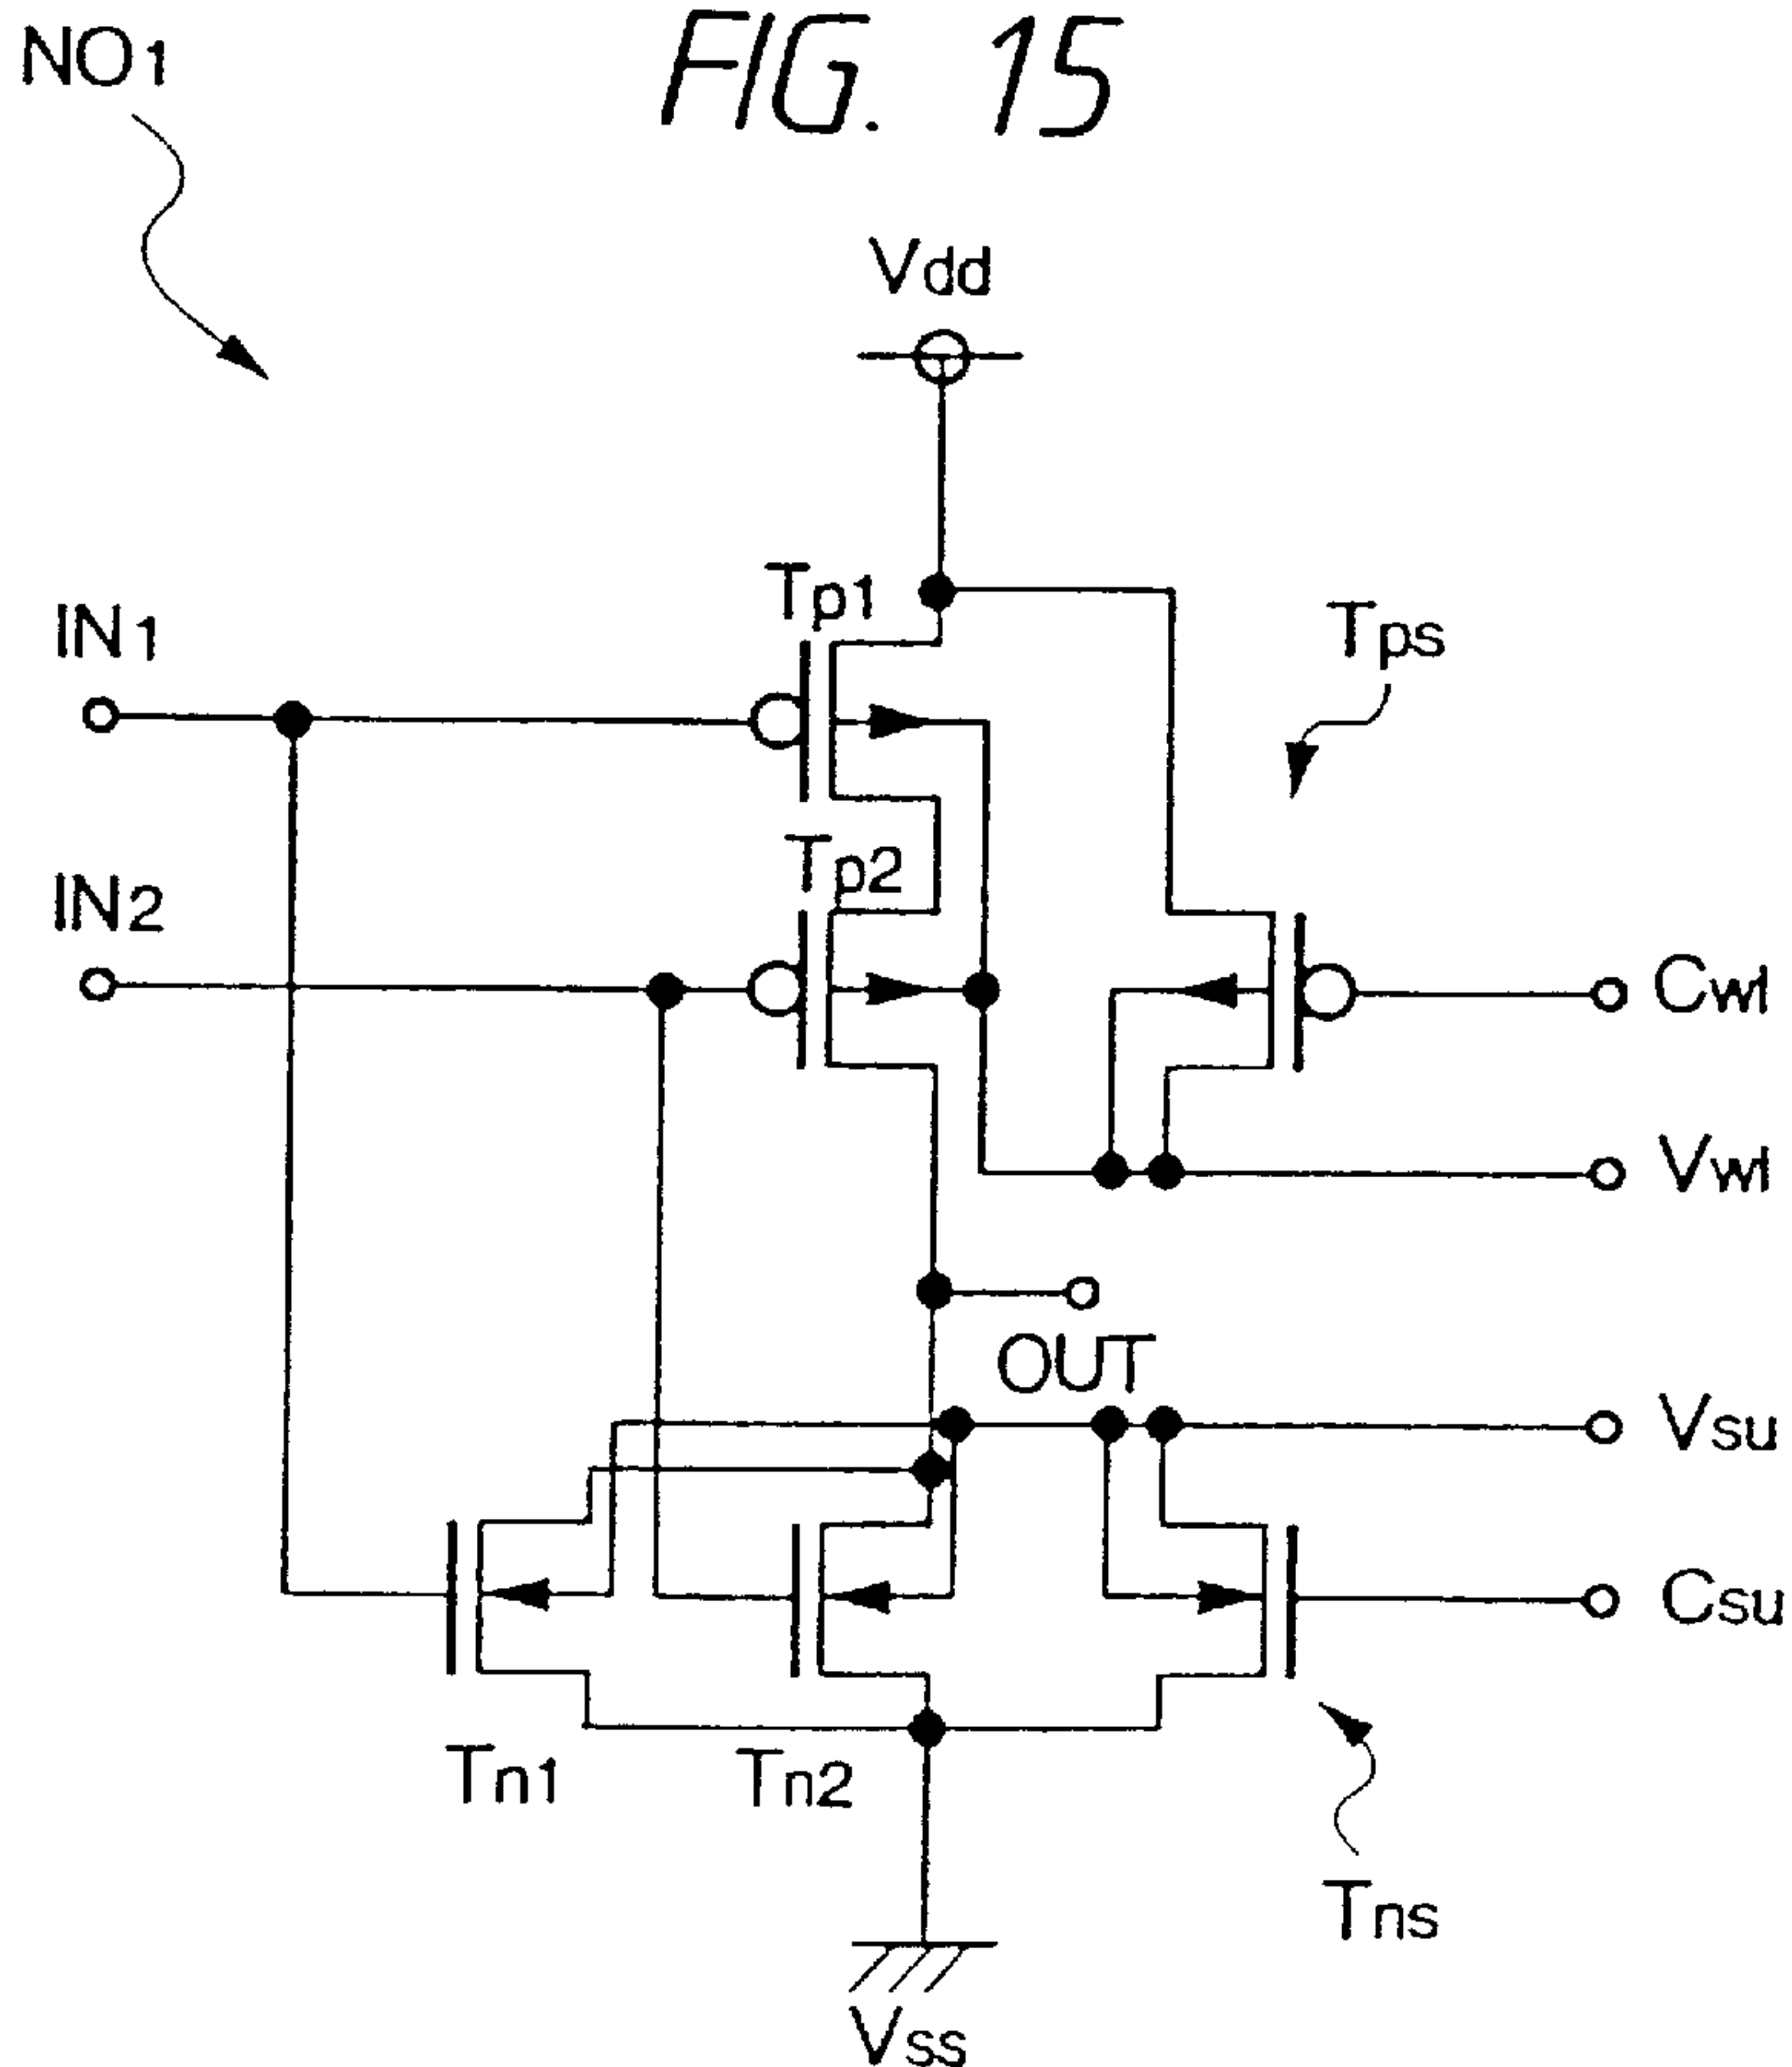 FIG. 15
NO1
Vdd
Tp1
IN1
Tps
Tp2
IN2
Cwl
Vwl
OUT
Vsu
Csu
Tn1
Tn2
Tns
Vss